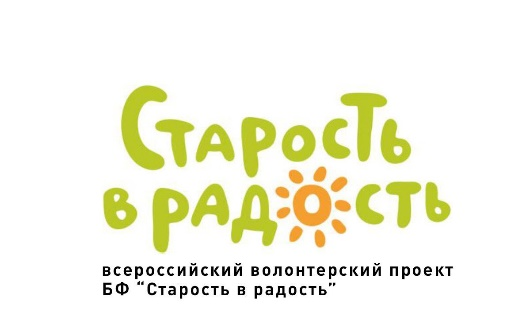 Старость
в радость
всероссийский волонтерский проект
БФ “Старость в радость”